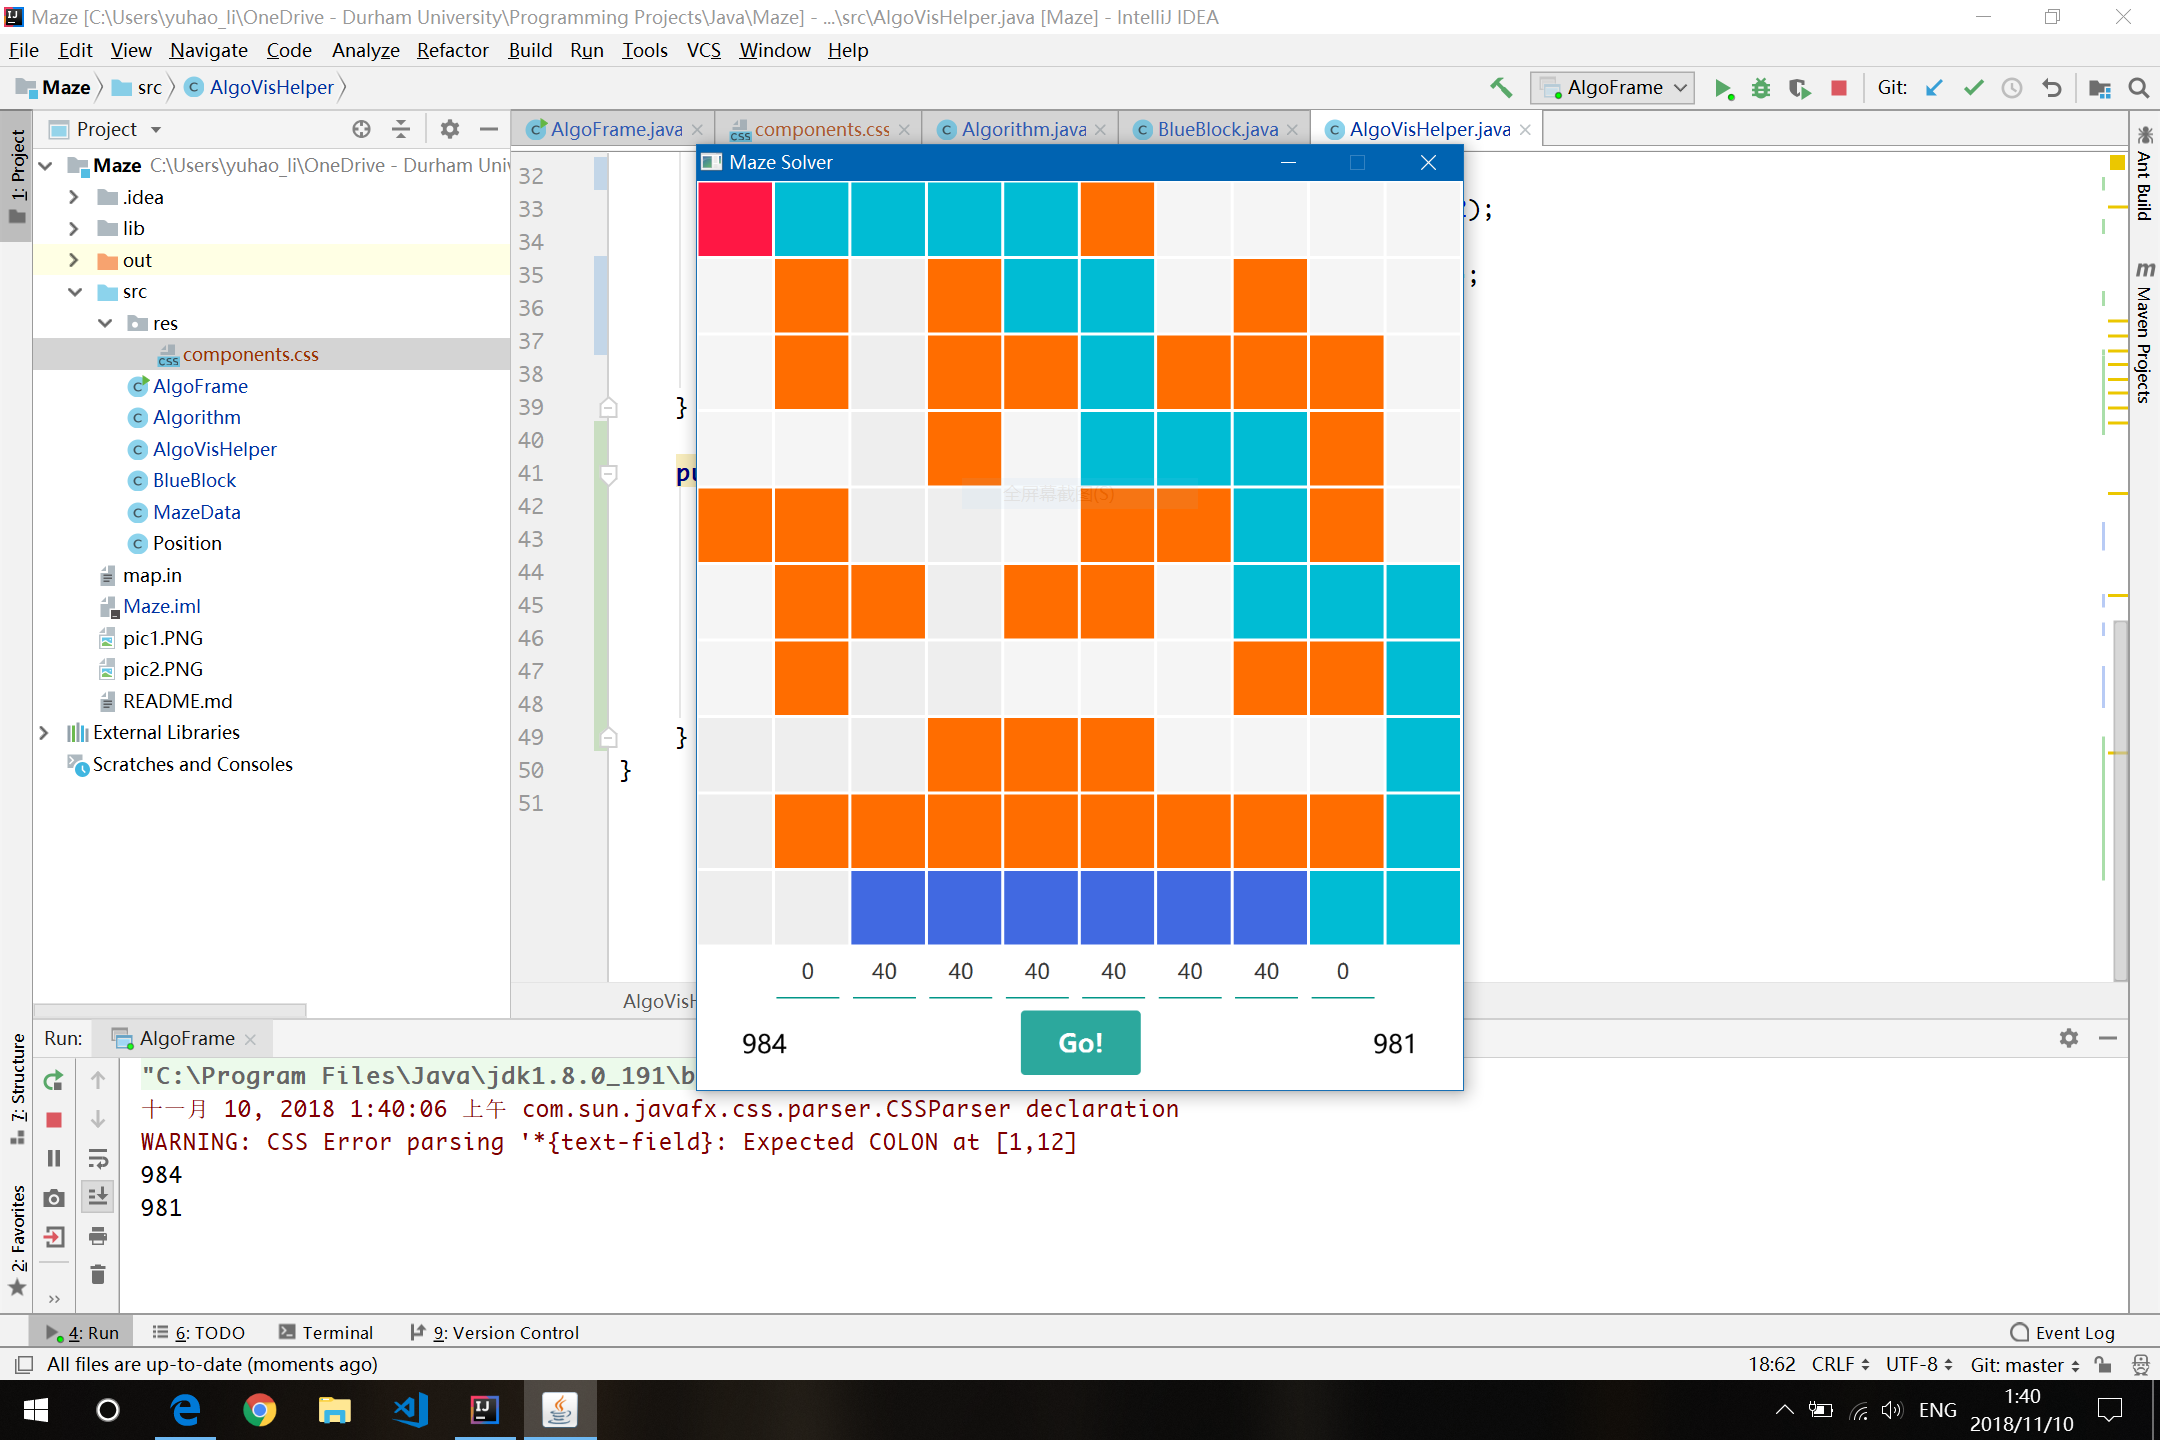 Maze [C:\Users\yuhao_li\OneDrive - Durham University\Programming Projects\Java\Maze] - ...\src\AlgoVisHelper.java [Maze] - IntelliJ IDEA
File Edit View Navigate Code Analyze Refactor Build Run Tools VCS Window Help
Maze src AlgoVisHelper
AlgoFrame Git:
1: Project
Project
AlgoFrame.java components.css Algorithm.java BlueBlock.java AlgoVisHelper.java
Maze C:\Users\yuhao_li\OneDrive - Durham Uni
.idea
lib
out
src
res
components.css
AlgoFrame
Algorithm
AlgoVisHelper
BlueBlock
MazeData
Position
map.in
Maze.iml
pic1.PNG
pic2.PNG
README.md
External Libraries
Scratches and Consoles
32
33 );
34
35 ;
36
37
38
39 }
40
41 pu
42
43
44
45
46
47
48
49 }
50 }
51
AlgoVisH
Maze Solver
全屏幕截图(S)
0 40 40 40 40 40 40 0
984 Go! 981
Ant Build
Maven Projects
7: Structure
2: Favorites
Run: AlgoFrame
"C:\Program Files\Java\jdk1.8.0_191\b
十一月 10, 2018 1:40:06 上午 com.sun.javafx.css.parser.CSSParser declaration
WARNING: CSS Error parsing '*{text-field}: Expected COLON at [1,12]
984
981
4: Run 6: TODO Terminal 9: Version Control Event Log
All files are up-to-date (moments ago) 18:62 CRLF UTF-8 Git: master
ENG 1:40
2018/11/10